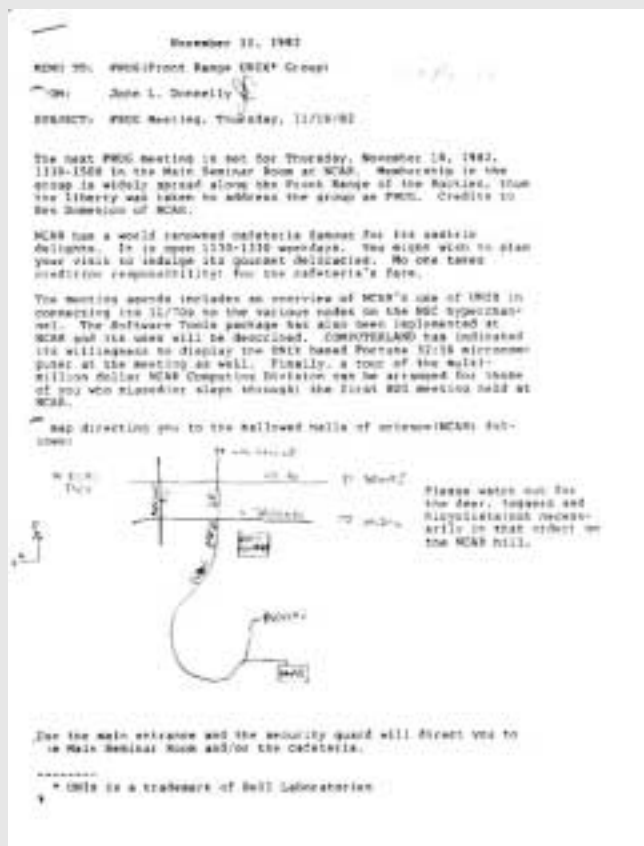 November 11, 1982
MEMO TO: FRUG(Front Range UNIX* Group)
John L. Donnelly
SUBJECT: FRUG Meeting, Thursday, 11/18/82
The next FRUG meeting is set for Thursday, November 18, 1982,
1330-1500 in the Main Seminar Room at NCAR. Membership in the
group is widely spread along the Front Range of the Rockies, thus
the liberty was taken to address the group as FRUG. Credits to
Ben Domenico of NCAR.
NCAR has a world renowned cafeteria famous for its gastric
delights. It is open 1130-1330 weekdays. You might wish to plan
your visit to indulge its gourmet delicacies. No one takes
responsibility for the cafeteria's fare.
The meeting agenda includes an overview of NCAR's use of UNIX in
connecting its 11/70s to the various nodes on the NSC hyperchan-
nel. The Software Tools package has also been implemented at
NCAR and its uses will be described. COMPUTERLAND has indicated
its willingness to display the UNIX based Fortune 32:16 microcom-
puter at the meeting as well. Finally, a tour of the multi-
million dollar NCAR Computing Division can be arranged for those
of you who missed(or slept through) the first meeting held at
NCAR.
map directing you to the hallowed halls of science(NCAR) fol-
lows:
Please watch out for
the deer, joggers and
bicyclists(not necess-
arily in that order) on
the NCAR hill.
NCAR
the main entrance and the security guard will direct you to
Main Seminar Room and/or the cafeteria.
* UNIX is a trademark of Bell Laboratories